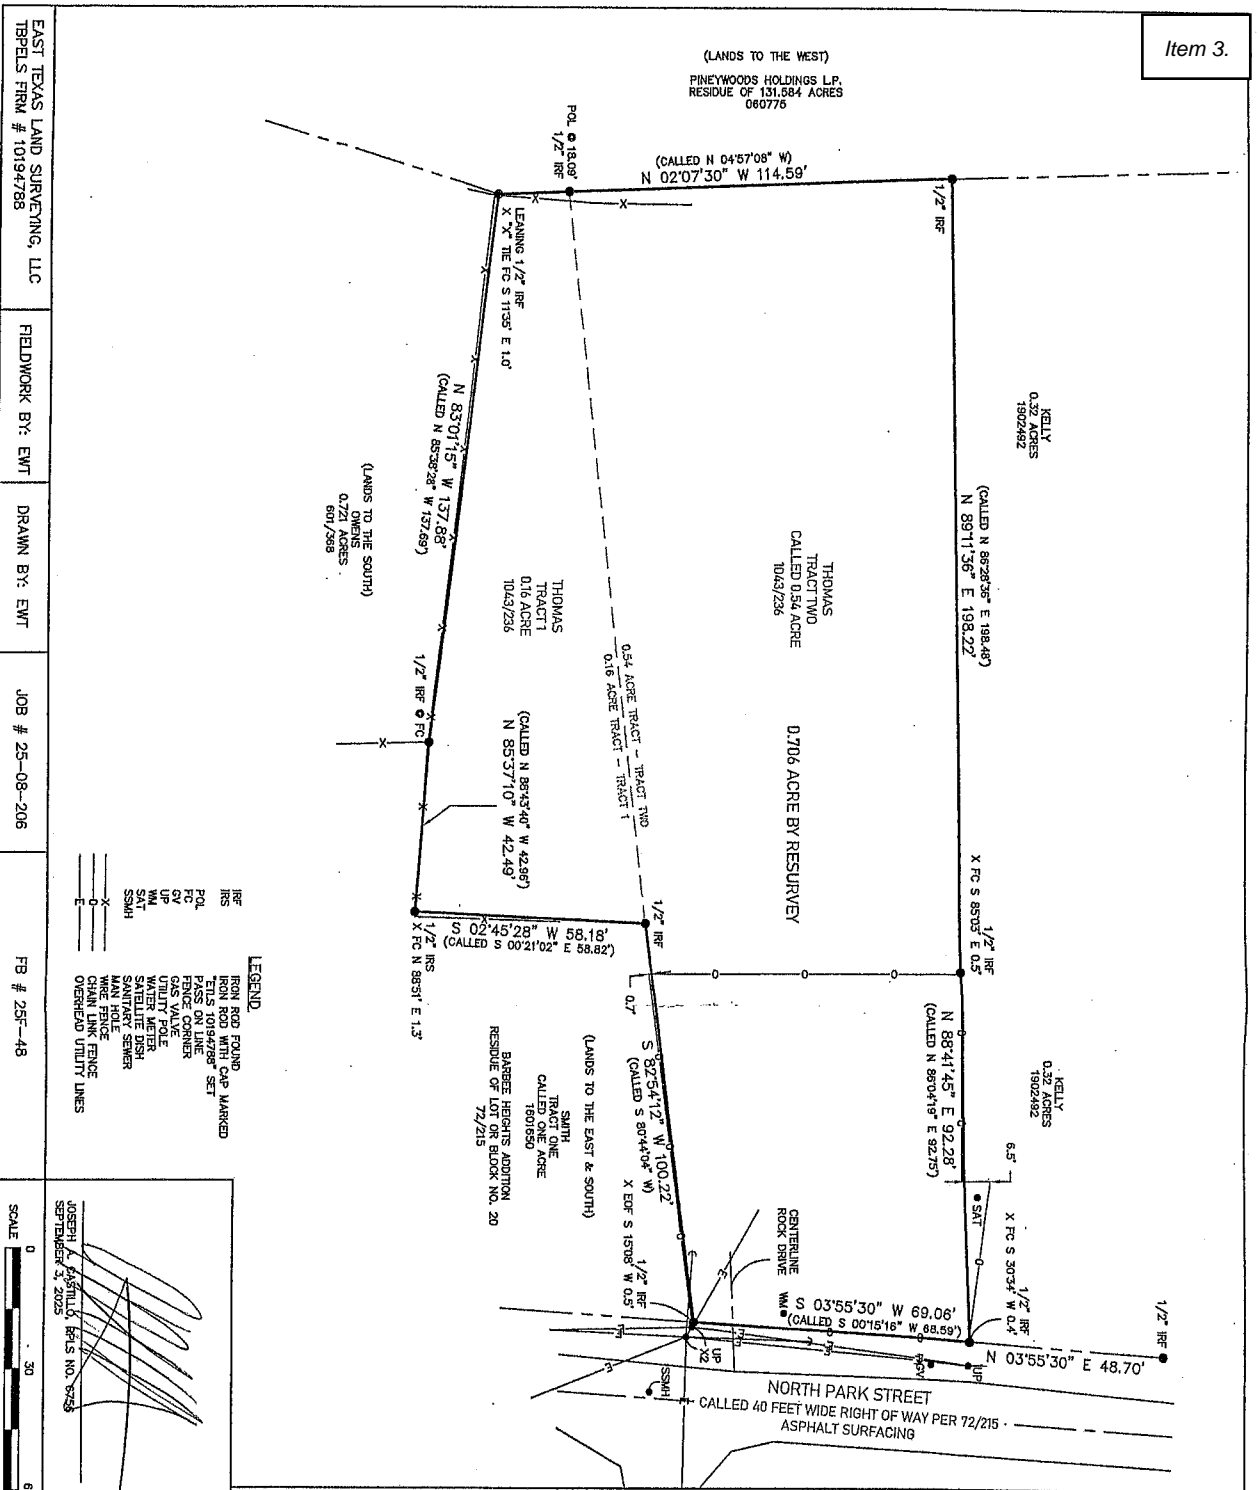 Item 3.
(LANDS TO THE WEST)
PINEYWOODS HOLDINGS L.P.
RESIDUE OF 131.584 ACRES
060775
POL @ 18.09'
1/2" IRF
(CALLED N 04°57'08" W)
N 02°07'30" W 114.59'
1/2" IRF
LEANING 1/2" IRF
X "X" TIE FC S 11°35' E 1.0'
KELLY
0.32 ACRES
1902492
(CALLED N 86°28'36" E 198.48')
N 89°11'36" E 198.22'
N 83°01'15" W 137.88'
(CALLED N 85°38'28" W 137.69')
(LANDS TO THE SOUTH)
OWENS
0.721 ACRES
601/368
THOMAS
TRACT 1
0.16 ACRE
1043/236
THOMAS
TRACT TWO
CALLED 0.54 ACRE
1043/236
0.54 ACRE TRACT - TRACT TWO
0.16 ACRE TRACT - TRACT 1
0.706 ACRE BY RESURVEY
1/2" IRF @ FC
(CALLED N 88°43'40" W 42.96')
N 85°37'10" W 42.49'
1/2" IRF
X FC S 85°03' E 0.5'
1/2" IRF
S 02°45'28" W 58.18'
(CALLED S 00°21'02" E 58.82')
1/2" IRS
X FC N 88°51' E 1.3'
0.7'
N 88°41'45" E 92.28'
(CALLED N 86°04'19" E 92.75')
KELLY
0.32 ACRES
1902492
6.5'
SAT
S 82°54'12" W 100.22'
(CALLED S 80°44'04" W)
(LANDS TO THE EAST & SOUTH)
SMITH
TRACT ONE
CALLED ONE ACRE
1601650
BARBEE HEIGHTS ADDITION
RESIDUE OF LOT OR BLOCK NO. 20
72/215
1/2" IRF
X EOF S 15°08' W 0.5'
CENTERLINE
ROCK DRIVE
WM
S 03°55'30" W 69.06'
(CALLED S 00°15'16" W 68.59')
1/2" IRF
X FC S 30°34' W 0.4'
1/2" IRF
N 03°55'30" E 48.70'
UP
X2
UP
GV
SSMH
NORTH PARK STREET
CALLED 40 FEET WIDE RIGHT OF WAY PER 72/215
ASPHALT SURFACING
LEGEND
IRF IRON ROD FOUND
IRS IRON ROD WITH CAP MARKED
"ETLS 10194788" SET
POL PASS ON LINE
FC FENCE CORNER
GV GAS VALVE
UP UTILITY POLE
WM WATER METER
SAT SATELLITE DISH
SSMH SANITARY SEWER
MAN HOLE
X WIRE FENCE
O CHAIN LINK FENCE
E OVERHEAD UTILITY LINES
EAST TEXAS LAND SURVEYING, LLC
TBPELS FIRM # 10194788
FIELDWORK BY: EWT
DRAWN BY: EWT
JOB # 25-08-206
FB # 25F-48
JOSEPH A. CASTILLO, RPLS NO. 6756
SEPTEMBER 3, 2025
SCALE
0 30 6